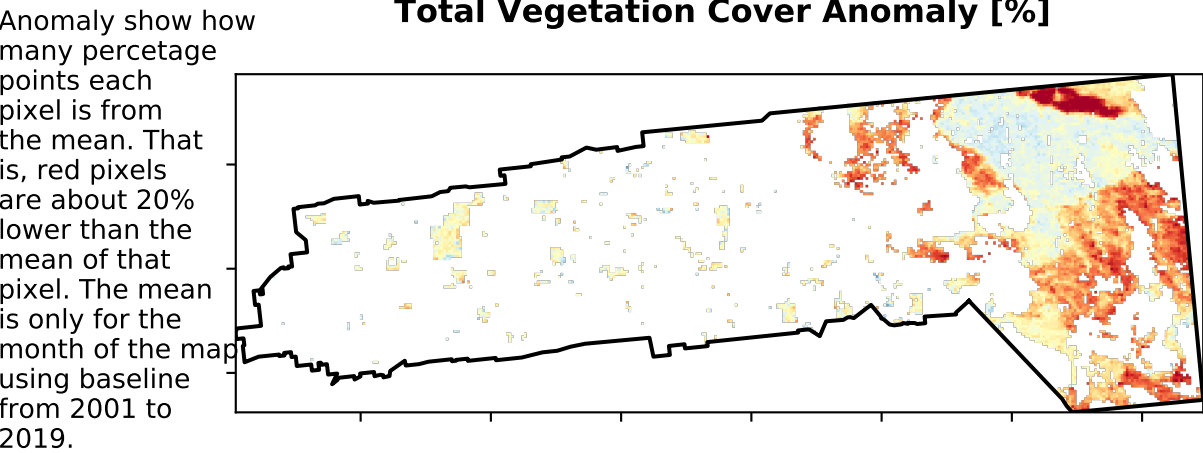 Total Vegetation Cover Anomaly [%]
Anomaly show how
many percetage
points each
pixel is from
the mean. That
is, red pixels
are about 20%
lower than the
mean of that
pixel. The mean
is only for the
month of the map
using baseline
from 2001 to
2019.